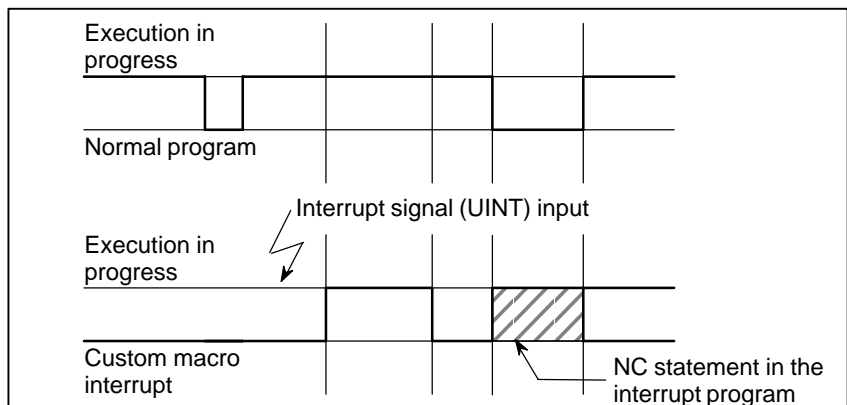 Execution in
progress
Normal program
Interrupt signal (UINT) input
Execution in
progress
Custom macro
interrupt
NC statement in the
interrupt program